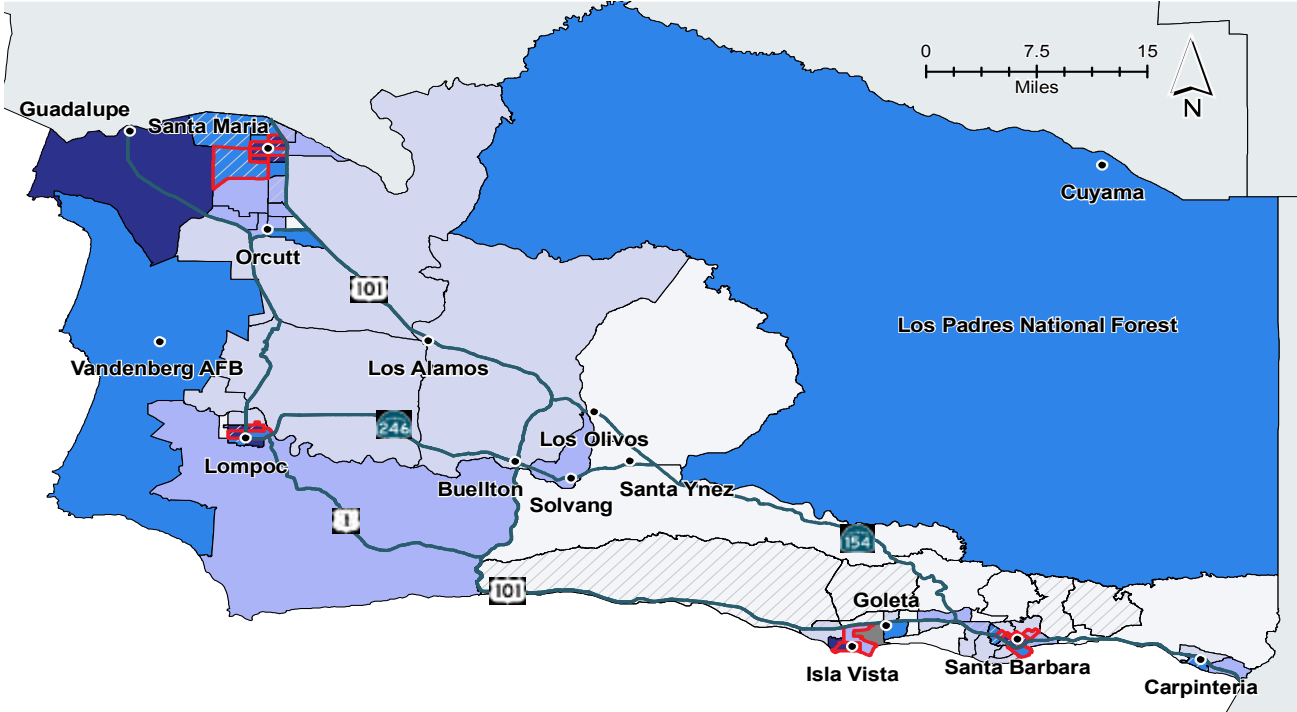 0 7.5 15
Miles
N
Guadalupe
Santa Maria
Cuyama
Orcutt
101
Los Padres National Forest
Vandenberg AFB
Los Alamos
246
Los Olivos
Lompoc
Buellton
Solvang
Santa Ynez
1
154
101
Goleta
Isla Vista
Santa Barbara
Carpinteria